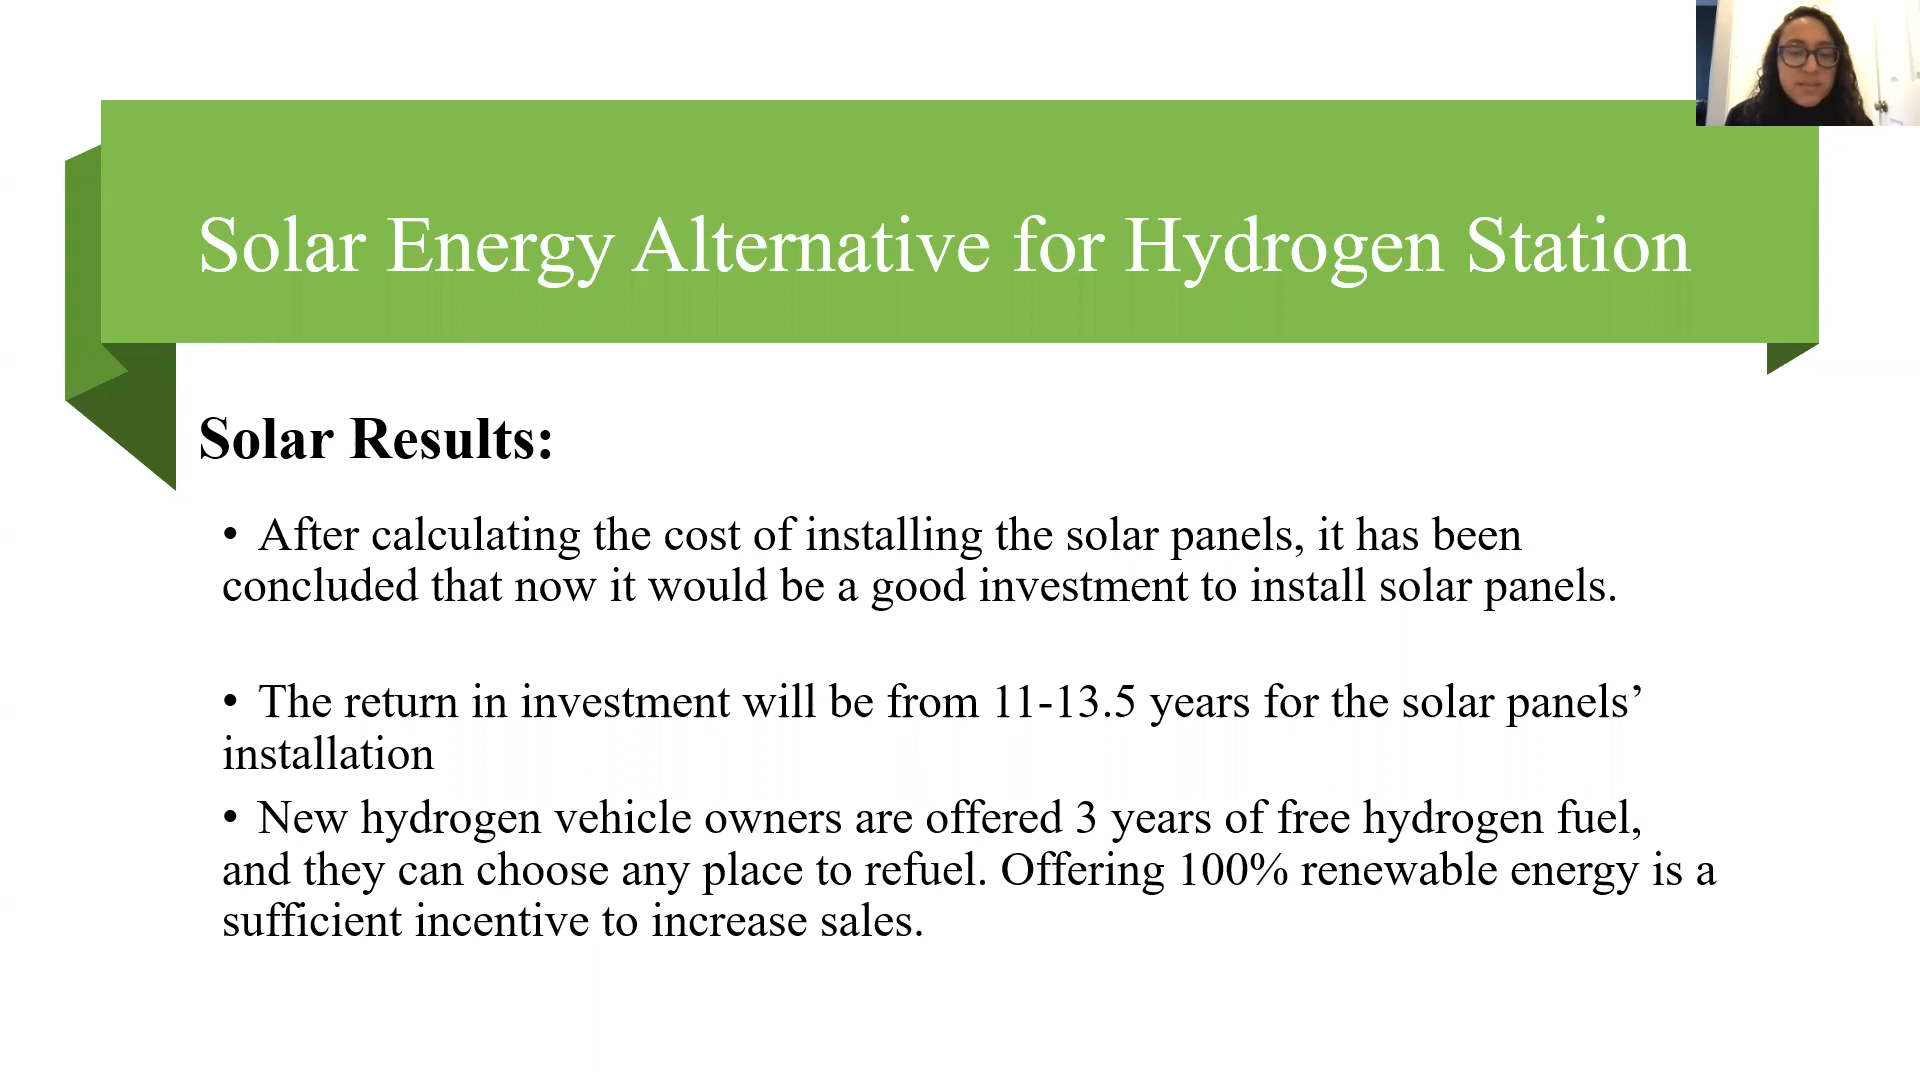 Solar Energy Alternative for Hydrogen Station
Solar Results:
• After calculating the cost of installing the solar panels, it has been
concluded that now it would be a good investment to install solar panels.
• The return in investment will be from 11-13.5 years for the solar panels’
installation
• New hydrogen vehicle owners are offered 3 years of free hydrogen fuel,
and they can choose any place to refuel. Offering 100% renewable energy is a
sufficient incentive to increase sales.